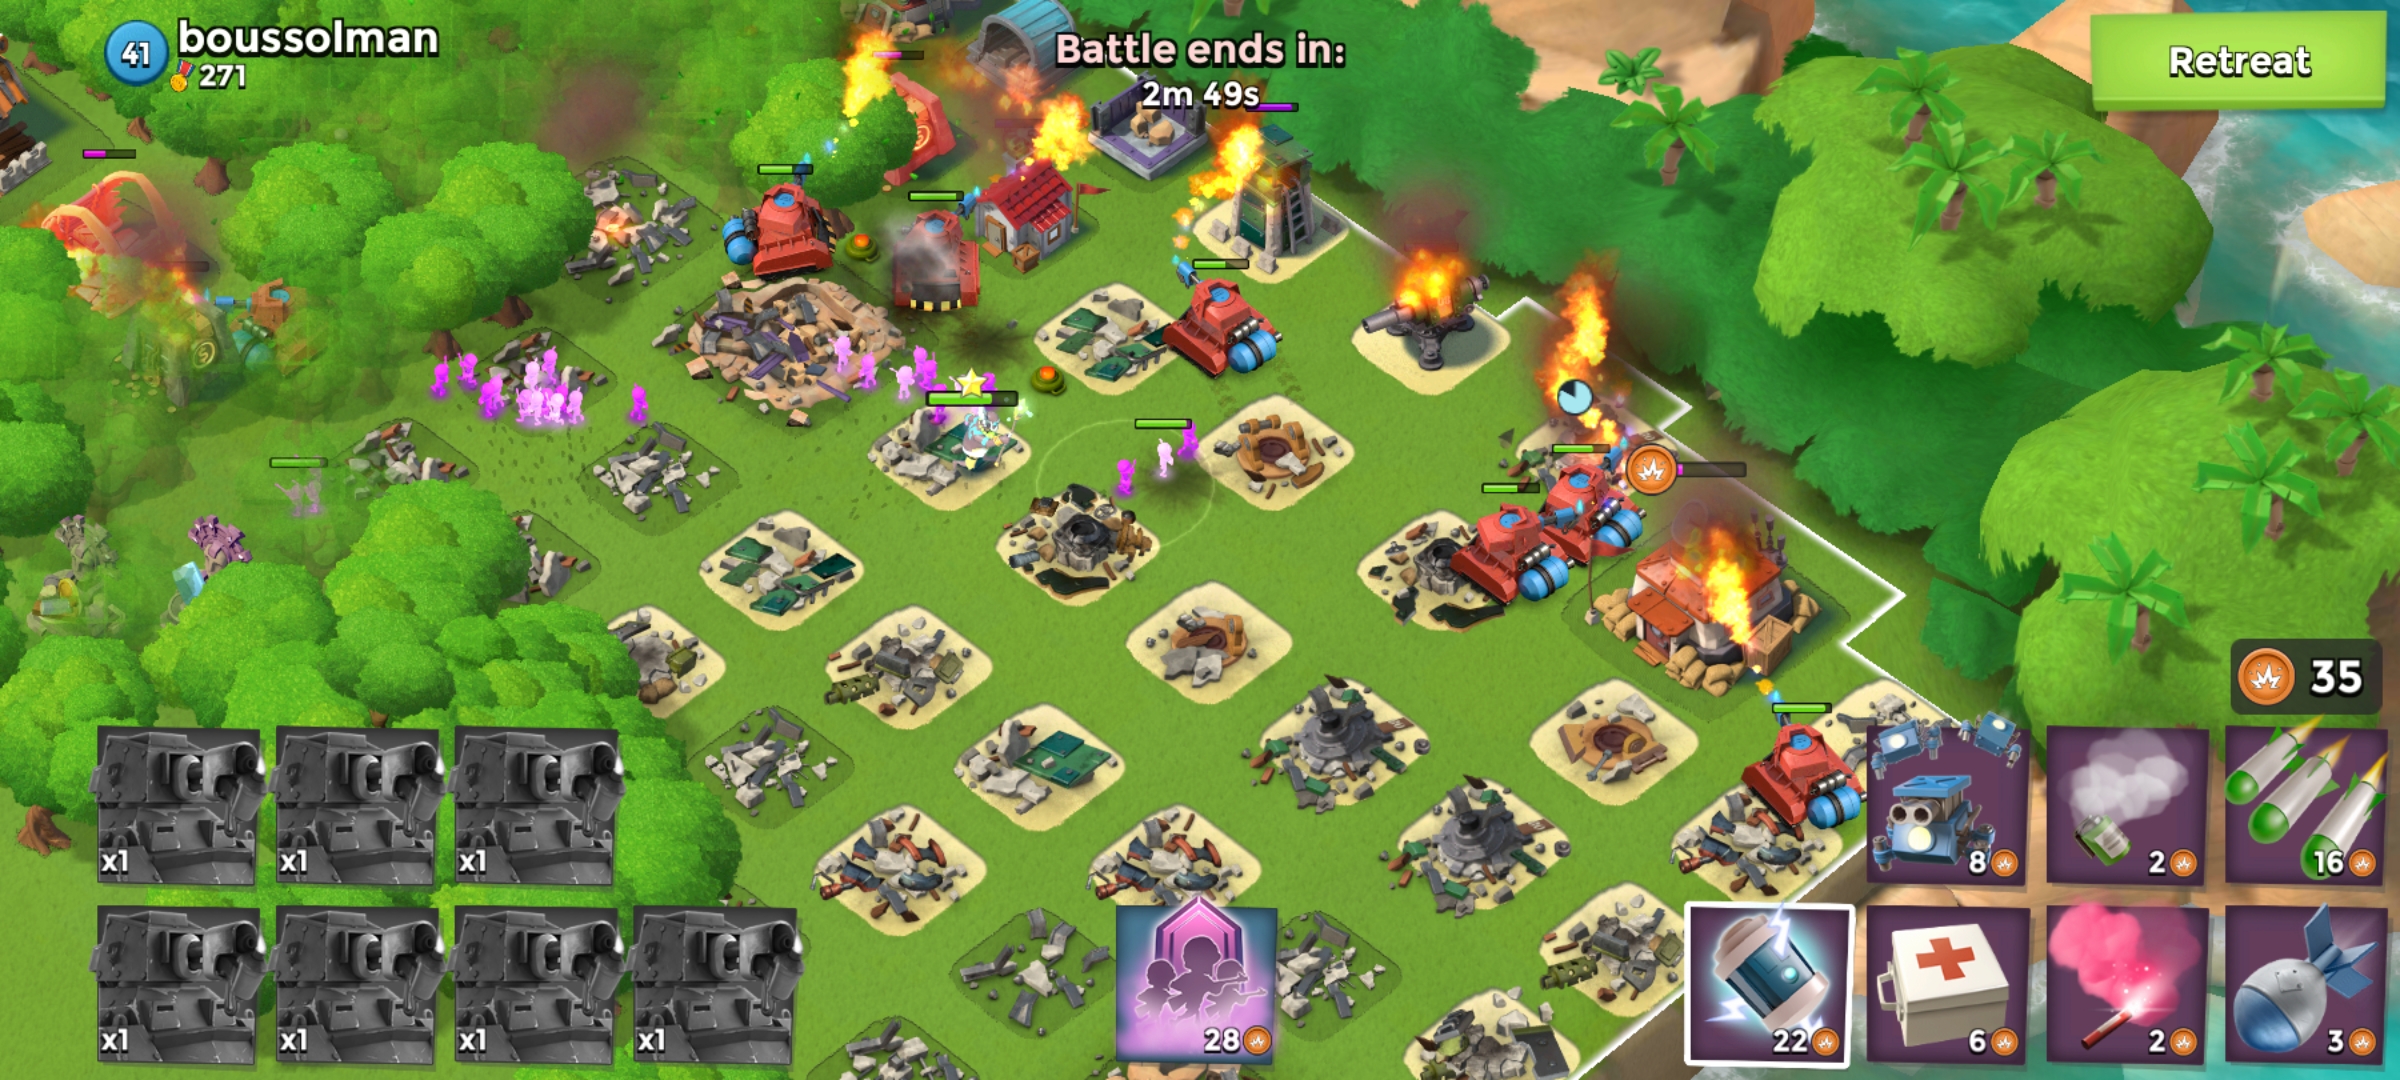 41
boussolman
271
Battle ends in:
2m 49s
Retreat
35
x1
x1
x1
8
2
16
x1
x1
x1
x1
28
22
6
2
3